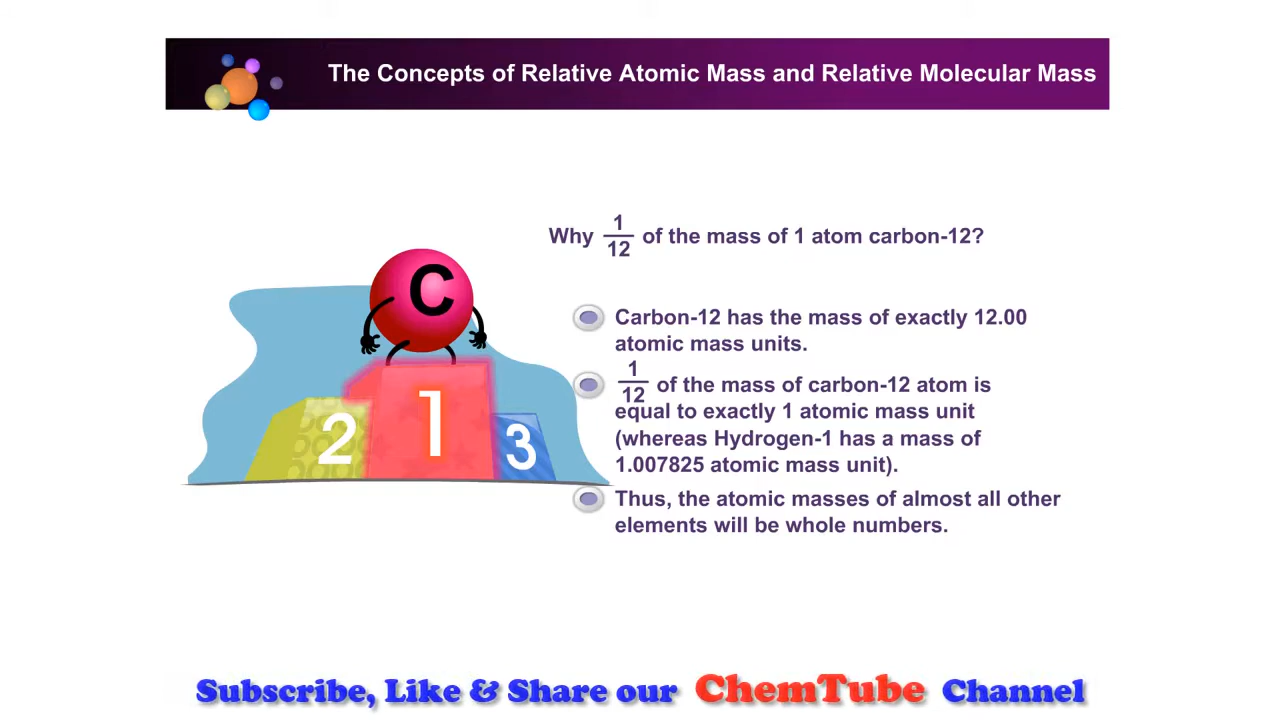 The Concepts of Relative Atomic Mass and Relative Molecular Mass
Why 1/12 of the mass of 1 atom carbon-12?
C
1
2
3
Carbon-12 has the mass of exactly 12.00
atomic mass units.
1/12 of the mass of carbon-12 atom is
equal to exactly 1 atomic mass unit
(whereas Hydrogen-1 has a mass of
1.007825 atomic mass unit).
Thus, the atomic masses of almost all other
elements will be whole numbers.
Subscribe, Like & Share our ChemTube Channel